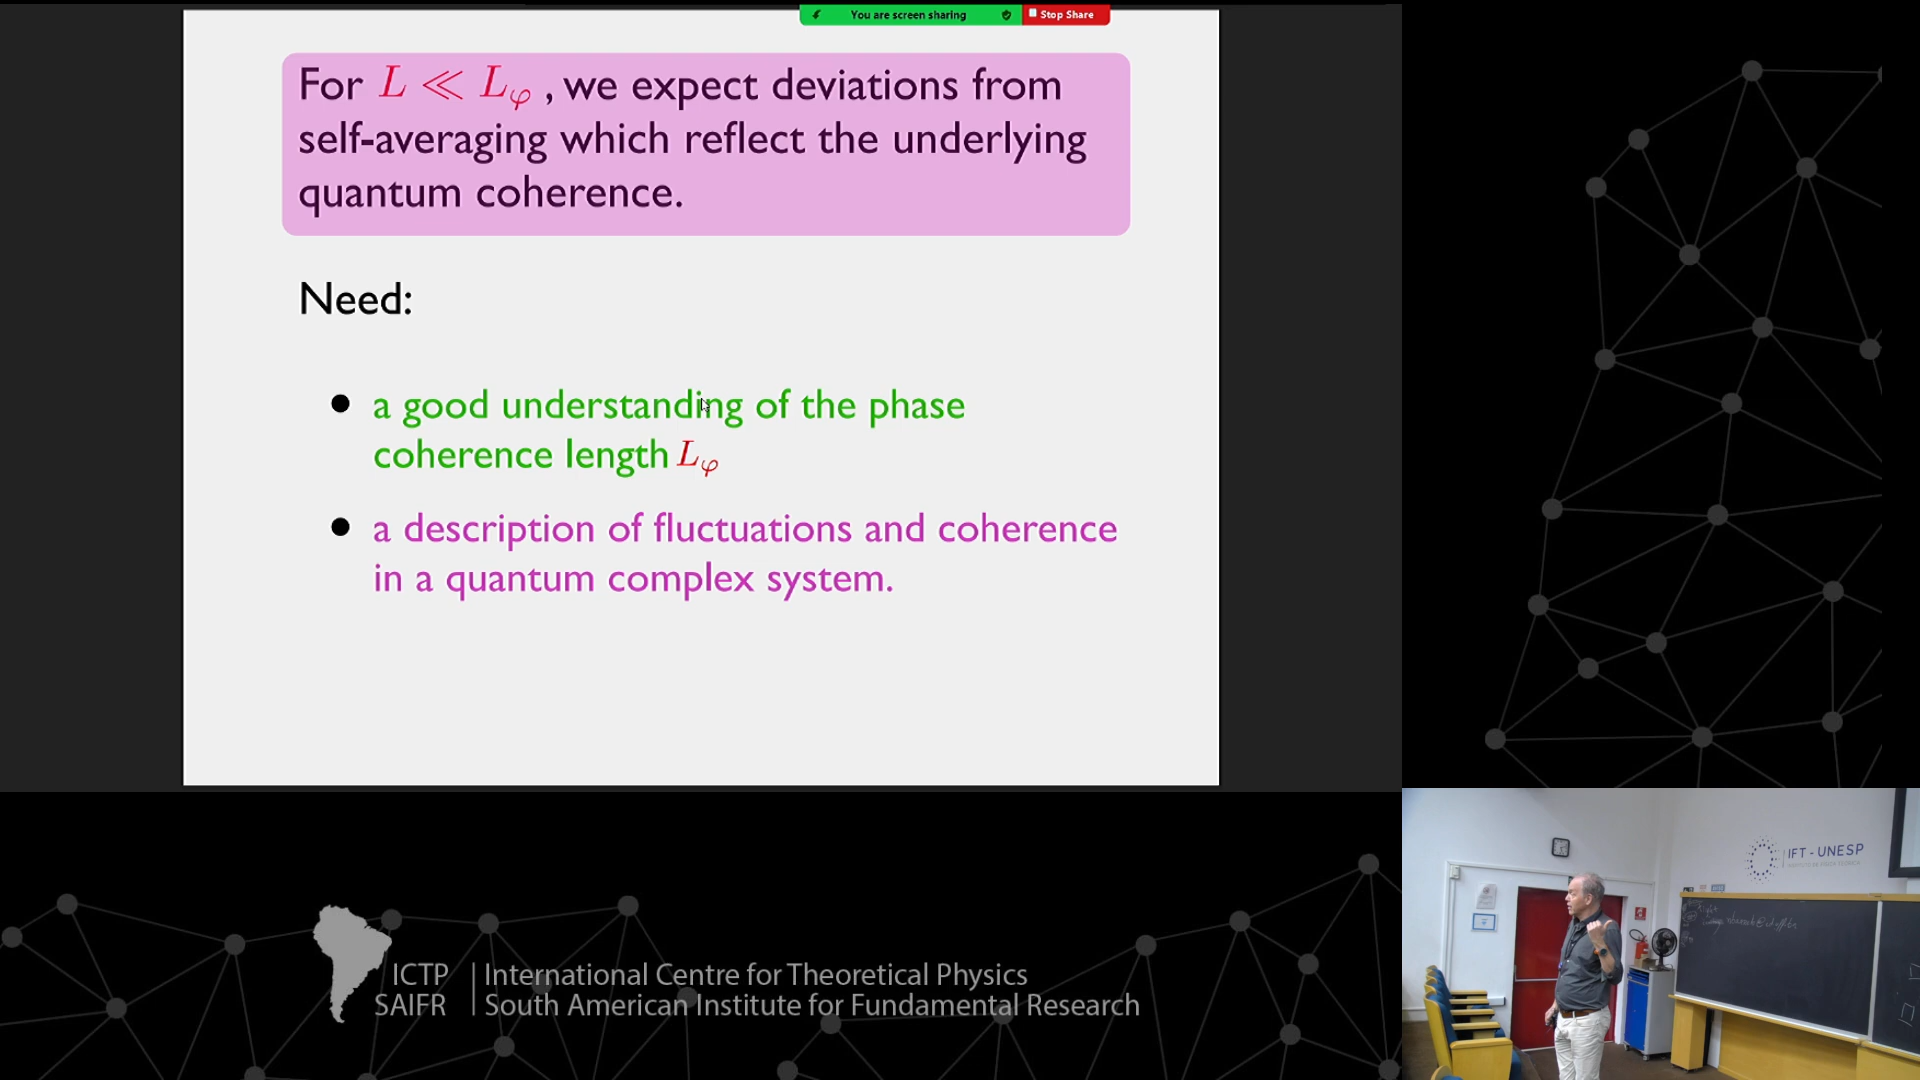 You are screen sharing
Stop Share
For L ≪ L_φ , we expect deviations from
self-averaging which reflect the underlying
quantum coherence.
Need:
● a good understanding of the phase
coherence length L_φ
● a description of fluctuations and coherence
in a quantum complex system.
IFT - UNESP
ICTP | International Centre for Theoretical Physics
SAIFR | South American Institute for Fundamental Research